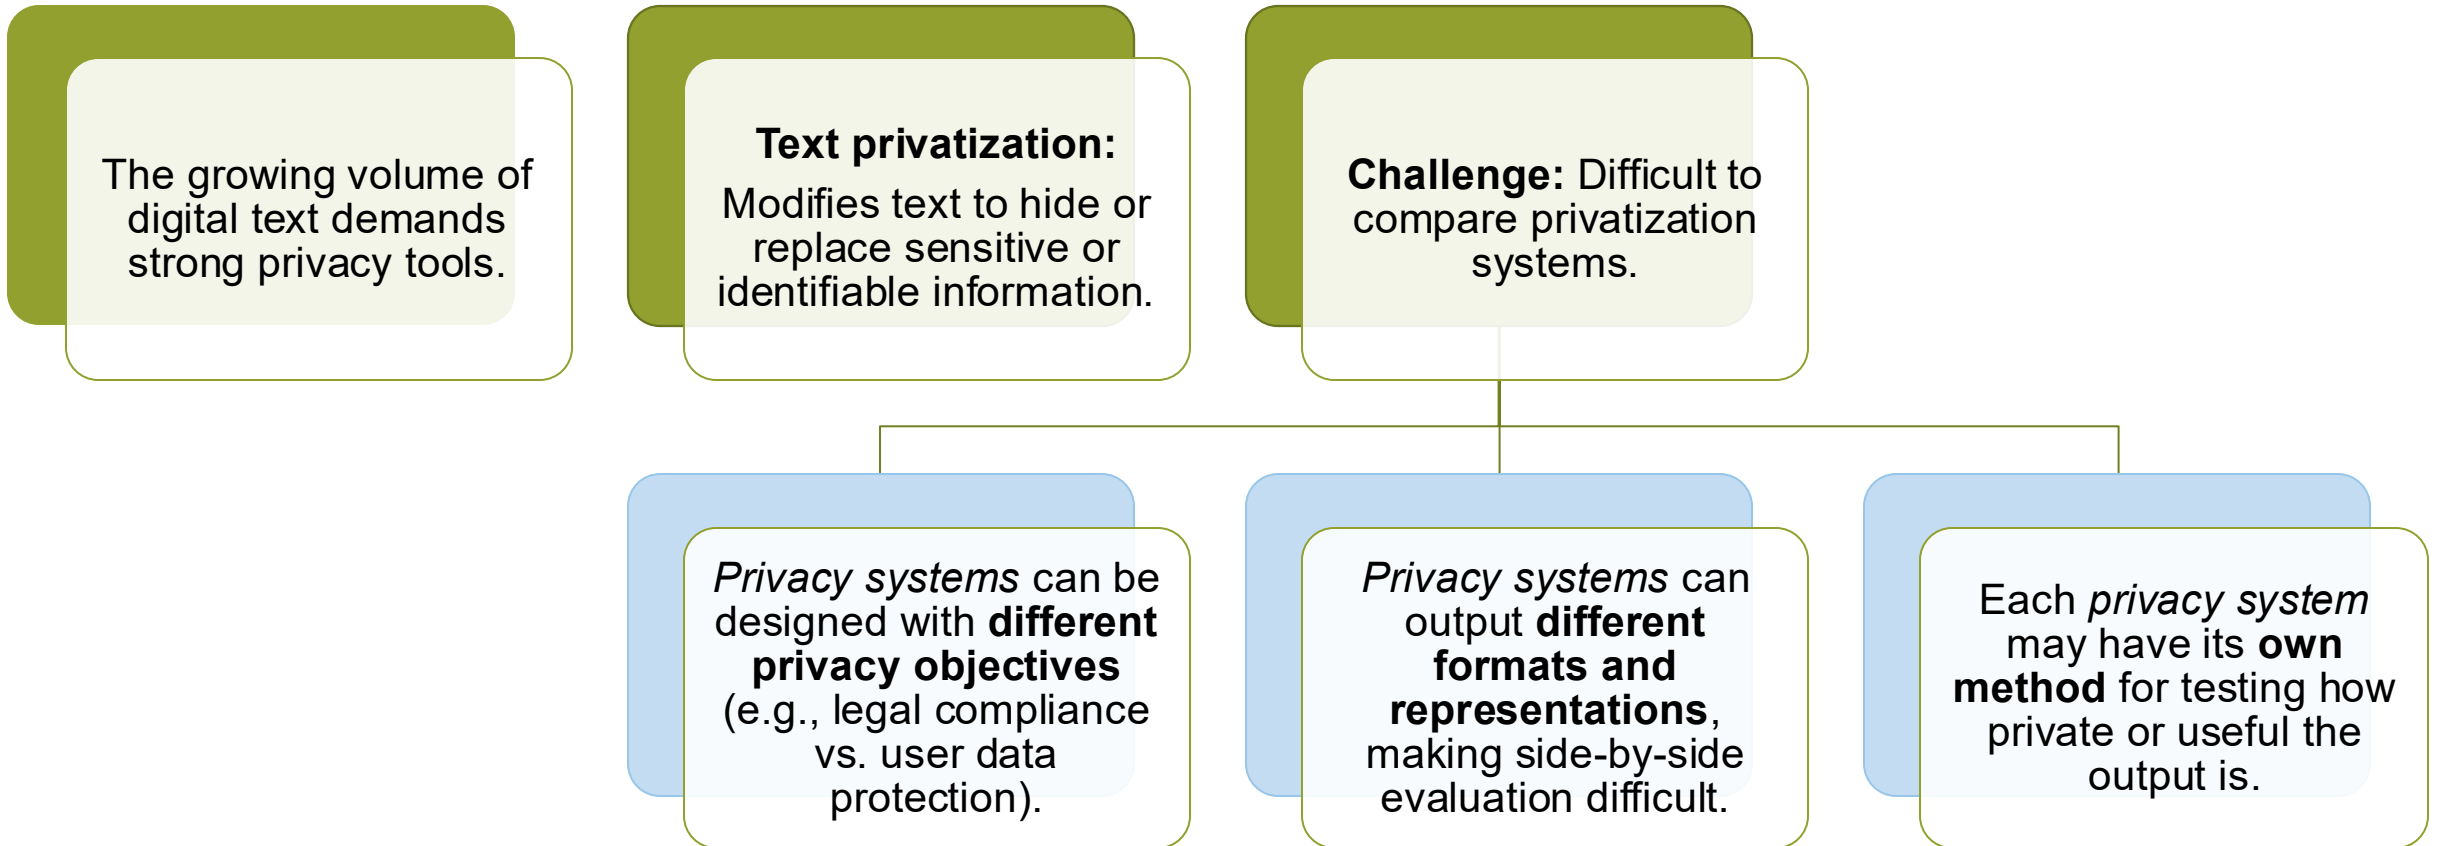 The growing volume of
digital text demands
strong privacy tools.
Text privatization:
Modifies text to hide or
replace sensitive or
identifiable information.
Challenge: Difficult to
compare privatization
systems.
Privacy systems can be
designed with different
privacy objectives
(e.g., legal compliance
vs. user data
protection).
Privacy systems can
output different
formats and
representations,
making side-by-side
evaluation difficult.
Each privacy system
may have its own
method for testing how
private or useful the
output is.